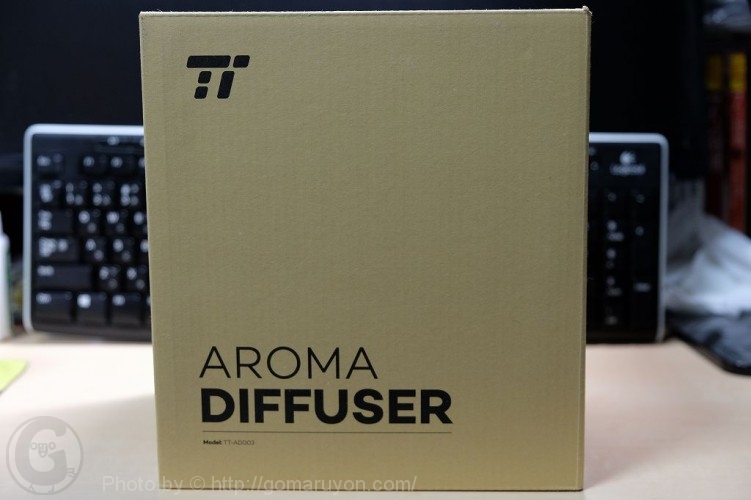 TT
AROMA
DIFFUSER
Model: TT-AD003
Photo by © http://gomaruyon.com/